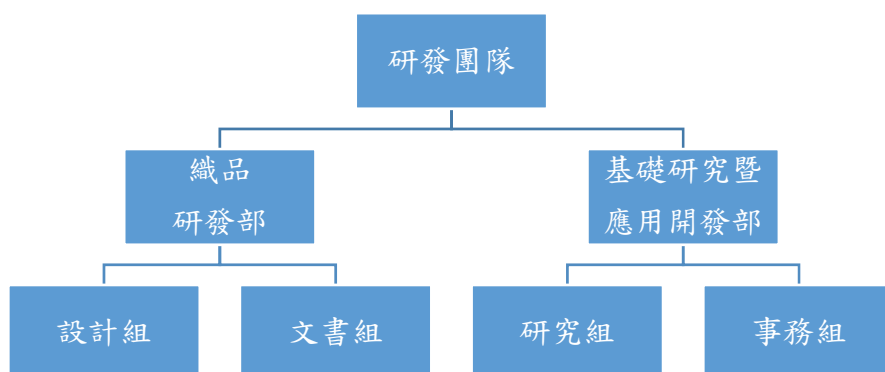 研發團隊
織品
研發部
基礎研究暨
應用開發部
設計組
文書組
研究組
事務組